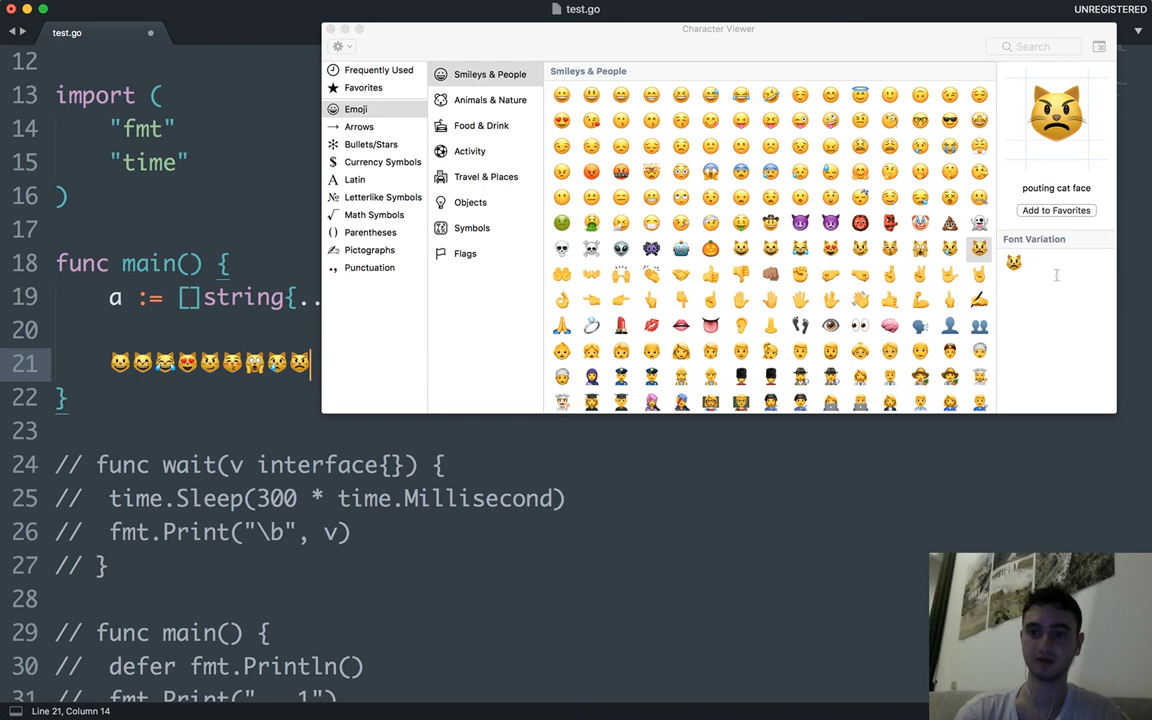 test.go
UNREGISTERED
test.go
12
13 import (
14 "fmt"
15 "time"
16 )
17
18 func main() {
19 a := []string{..
20
21 😺😸😹😻😼😽🙀😿😾
22 }
23
24 // func wait(v interface{}) {
25 // time.Sleep(300 * time.Millisecond)
26 // fmt.Print("\b", v)
27 // }
28
29 // func main() {
30 // defer fmt.Println()
31 // fmt.Print("
Line 21, Column 14
Character Viewer
Search
Frequently Used
Favorites
Emoji
Arrows
Bullets/Stars
Currency Symbols
Latin
Letterlike Symbols
Math Symbols
Parentheses
Pictographs
Punctuation
Smileys & People
Animals & Nature
Food & Drink
Activity
Travel & Places
Objects
Symbols
Flags
Smileys & People
pouting cat face
Add to Favorites
Font Variation